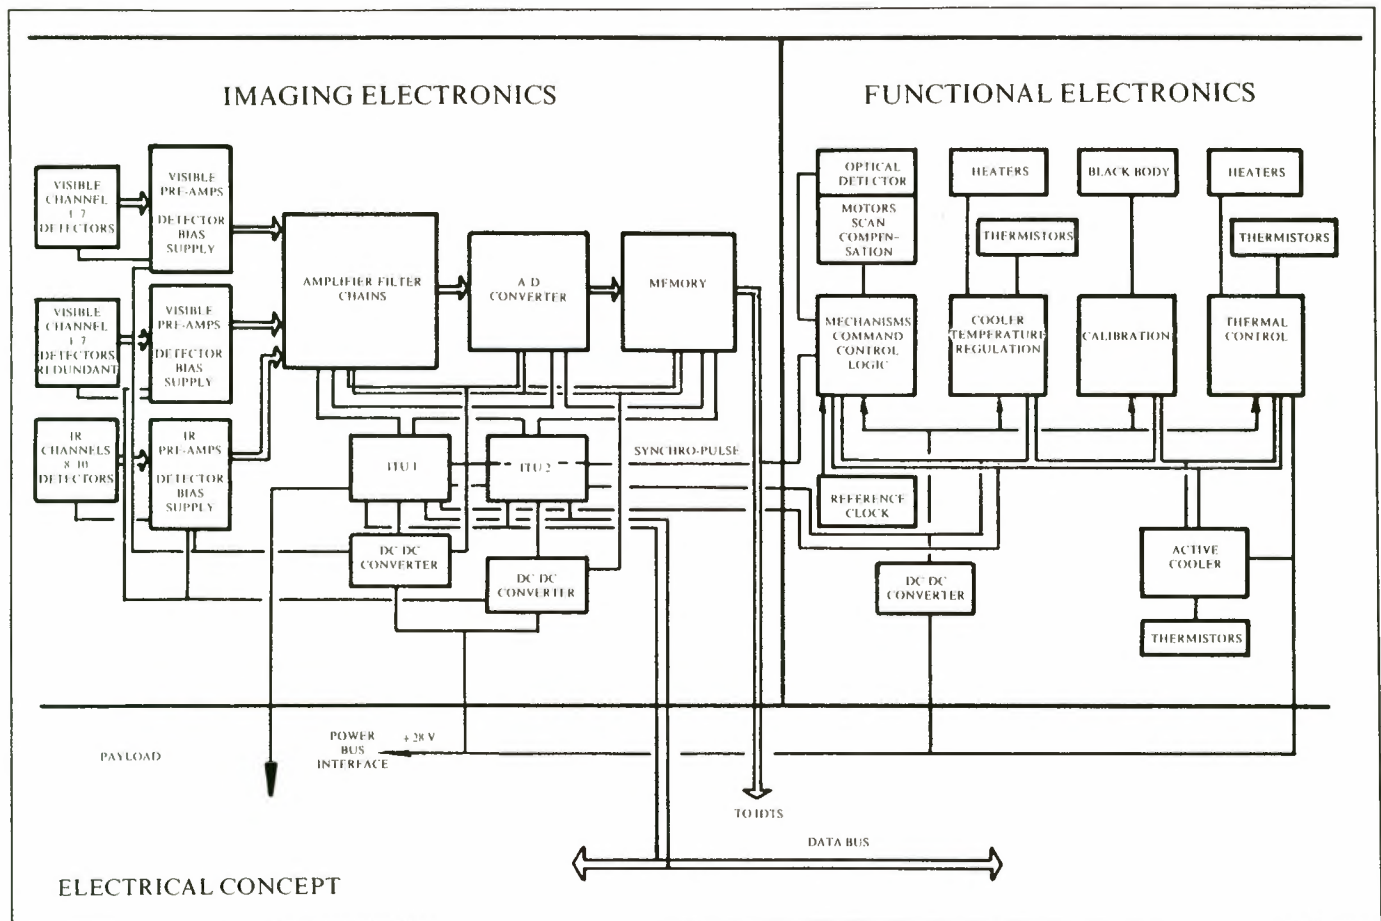 IMAGING ELECTRONICS
FUNCTIONAL ELECTRONICS
VISIBLE
CHANNEL
1-7
DETECTORS
VISIBLE
PRE-AMPS
DETECTOR
BIAS
SUPPLY
VISIBLE
CHANNEL
1-7
DETECTORS
REDUNDANT
VISIBLE
PRE-AMPS
DETECTOR
BIAS
SUPPLY
IR
CHANNELS
8-10
DETECTORS
IR
PRE-AMPS
DETECTOR
BIAS
SUPPLY
AMPLIFIER FILTER
CHAINS
A D
CONVERTER
MEMORY
ITU 1
ITU 2
SYNCHRO-PULSE
DC DC
CONVERTER
DC DC
CONVERTER
OPTICAL
DETECTOR
MOTORS
SCAN
COMPEN-
SATION
HEATERS
THERMISTORS
BLACK BODY
HEATERS
THERMISTORS
MECHANISMS
COMMAND
CONTROL
LOGIC
COOLER
TEMPERATURE
REGULATION
CALIBRATION
THERMAL
CONTROL
REFERENCE
CLOCK
DC DC
CONVERTER
ACTIVE
COOLER
THERMISTORS
PAYLOAD
POWER
BUS
INTERFACE
+28 V
TO IDTS
DATA BUS
ELECTRICAL CONCEPT